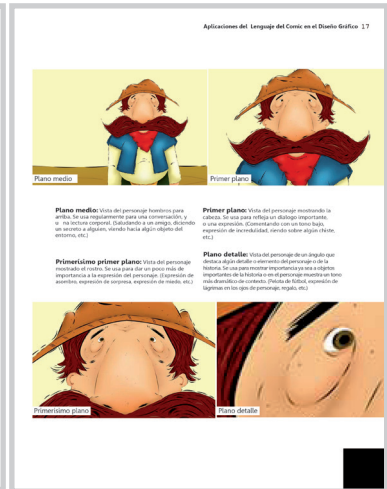 Aplicaciones del Lenguaje del Comic en el Diseño Gráfico 17
Plano medio
Primer plano
Plano medio: Vista del personaje hombros para
arriba. Se usa regularmente para una conversación, y
u na lectura corporal. (Saludando a un amigo, diciendo
un secreto a alguien, viendo hacia algún objeto del
entorno, etc.)
Primer plano: Vista del personaje mostrando la
cabeza. Se usa para refleja un dialogo importante.
o una expresión. (Comentando con un tono bajo,
expresión de incredulidad, riendo sobre algún chiste,
etc.)
Primerísimo primer plano: Vista del personaje
mostrado el rostro. Se usa para dar un poco más de
importancia a la expresión del personaje. (Expresión de
asombro, expresión de sorpresa, expresión de miedo, etc.)
Plano detalle: Vista del personaje de un ángulo que
destaca algún detalle o elemento del personaje o de la
historia. Se usa para mostrar importancia ya sea a objetos
importantes de la historia o en el personaje muestra un tono
más dramático de contexto. (Pelota de fútbol, expresión de
lágrimas en los ojos de personaje, regalo, etc.)
Primerisimo plano
Plano detalle